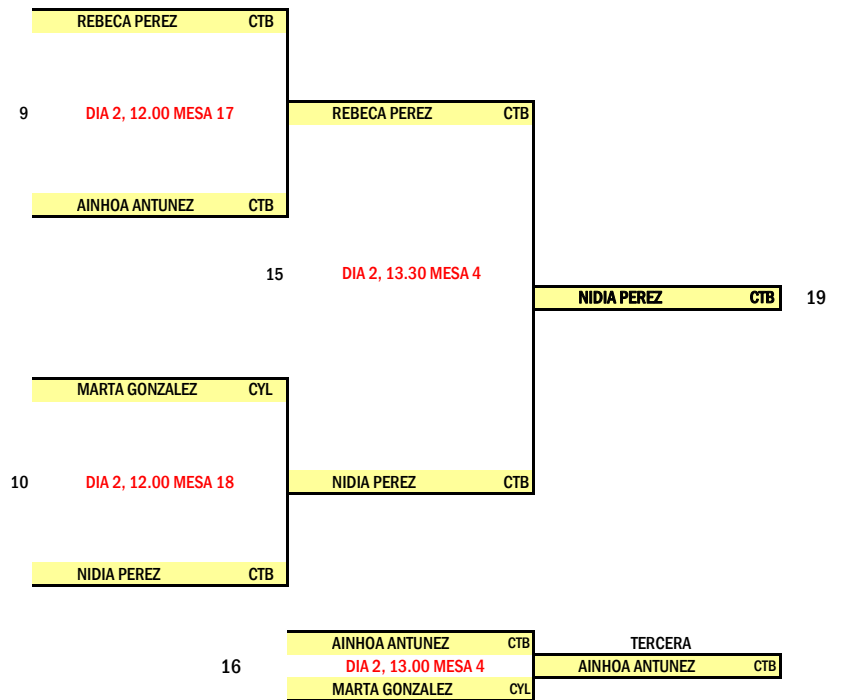 REBECA PEREZ CTB
9 DIA 2, 12.00 MESA 17
REBECA PEREZ CTB
AINHOA ANTUNEZ CTB
15 DIA 2, 13.30 MESA 4
NIDIA PEREZ CTB 19
MARTA GONZALEZ CYL
10 DIA 2, 12.00 MESA 18
NIDIA PEREZ CTB
NIDIA PEREZ CTB
AINHOA ANTUNEZ CTB
TERCERA
16 DIA 2, 13.00 MESA 4
AINHOA ANTUNEZ CTB
MARTA GONZALEZ CYL